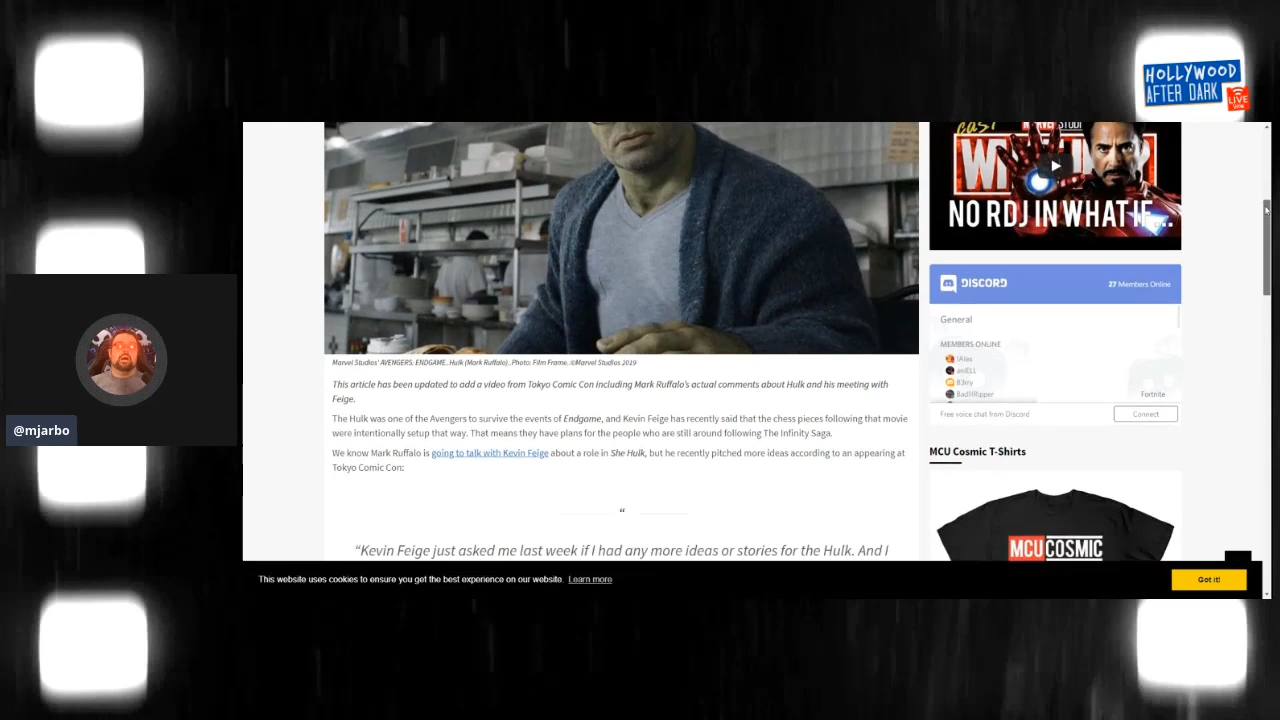 HOLLYWOOD
AFTER DARK
LIVE
SHOW
@mjarbo
Marvel Studios' AVENGERS: ENDGAME..Hulk (Mark Ruffalo)..Photo: Film Frame..©Marvel Studios 2019
This article has been updated to add a video from Tokyo Comic Con including Mark Ruffalo's actual comments about Hulk and his meeting with
Feige.
The Hulk was one of the Avengers to survive the events of Endgame, and Kevin Feige has recently said that the chess pieces following that movie
were intentionally setup that way. That means they have plans for the people who are still around following The Infinity Saga.
We know Mark Ruffalo is going to talk with Kevin Feige about a role in She Hulk, but he recently pitched more ideas according to an appearing at
Tokyo Comic Con:
“
“Kevin Feige just asked me last week if I had any more ideas or stories for the Hulk. And I
NO RDJ IN WHAT IF...
DISCORD
27 Members Online
General
MEMBERS ONLINE
!Alex
aniELL
B3rry
BadlilRipper
Fortnite
Free voice chat from Discord
Connect
MCU Cosmic T-Shirts
MCU COSMIC
This website uses cookies to ensure you get the best experience on our website. Learn more
Got it!